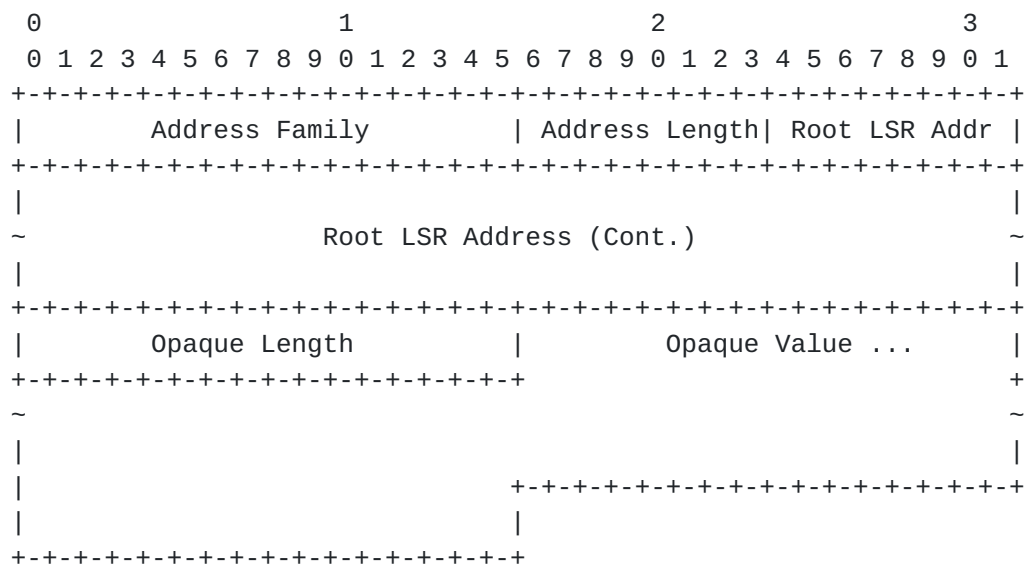 0                   1                   2                   3
 0 1 2 3 4 5 6 7 8 9 0 1 2 3 4 5 6 7 8 9 0 1 2 3 4 5 6 7 8 9 0 1
+-+-+-+-+-+-+-+-+-+-+-+-+-+-+-+-+-+-+-+-+-+-+-+-+-+-+-+-+-+-+-+-+
|        Address Family         | Address Length| Root LSR Addr |
+-+-+-+-+-+-+-+-+-+-+-+-+-+-+-+-+-+-+-+-+-+-+-+-+-+-+-+-+-+-+-+-+
|                                                               |
~                   Root LSR Address (Cont.)                    ~
|                                                               |
+-+-+-+-+-+-+-+-+-+-+-+-+-+-+-+-+-+-+-+-+-+-+-+-+-+-+-+-+-+-+-+-+
|        Opaque Length          |         Opaque Value ...      |
+-+-+-+-+-+-+-+-+-+-+-+-+-+-+-+-+                               +
~                                                               ~
|                                                               |
|                               +-+-+-+-+-+-+-+-+-+-+-+-+-+-+-+-+
|                               |
+-+-+-+-+-+-+-+-+-+-+-+-+-+-+-+-+